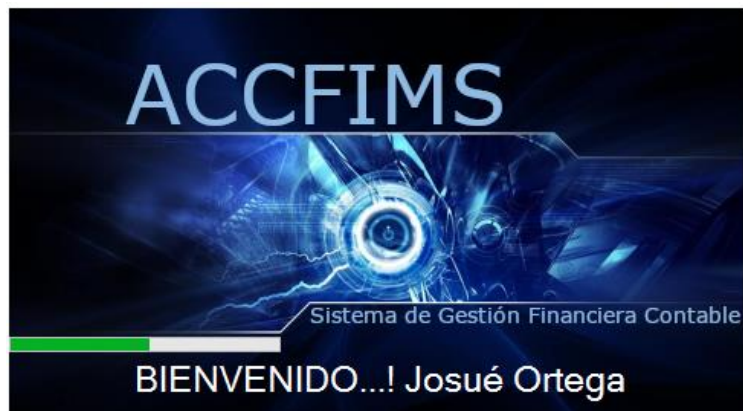 ACCFIMS
Sistema de Gestión Financiera Contable
BIENVENIDO...! Josué Ortega